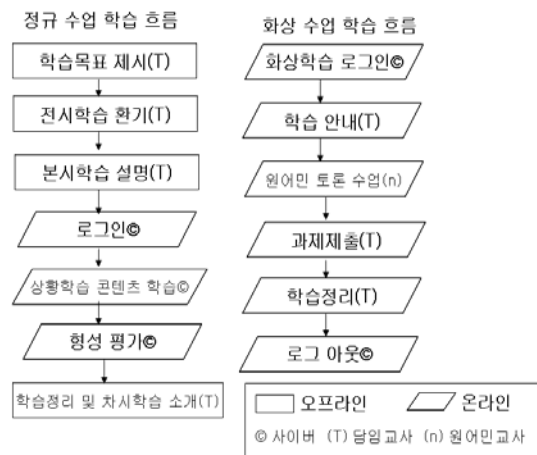 정규 수업 학습 흐름
학습목표 제시(T)
전시학습 환기(T)
본시학습 설명(T)
로그인©
상황학습 콘텐츠 학습©
형성 평가©
학습정리 및 차시학습 소개(T)
화상 수업 학습 흐름
화상학습 로그인©
학습 안내(T)
원어민 토론 수업(n)
과제제출(T)
학습정리(T)
로그 아웃©
오프라인
온라인
© 사이버 (T) 담임교사 (n) 원어민교사